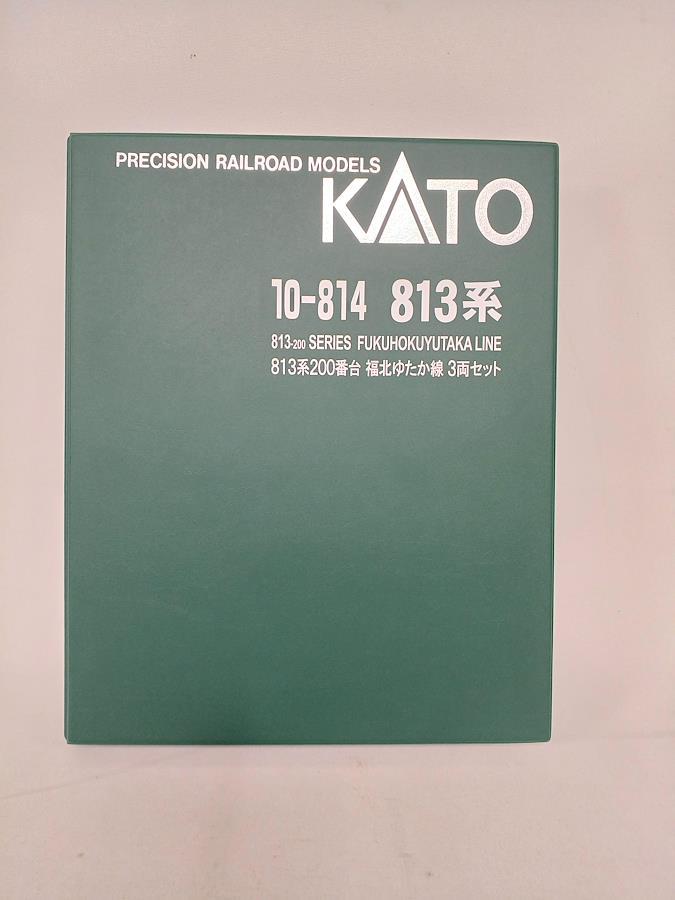 PRECISION RAILROAD MODELS
KATO
10-814 813系
813-200 SERIES FUKUHOKUYUTAKA LINE
813系200番台 福北ゆたか線 3両セット